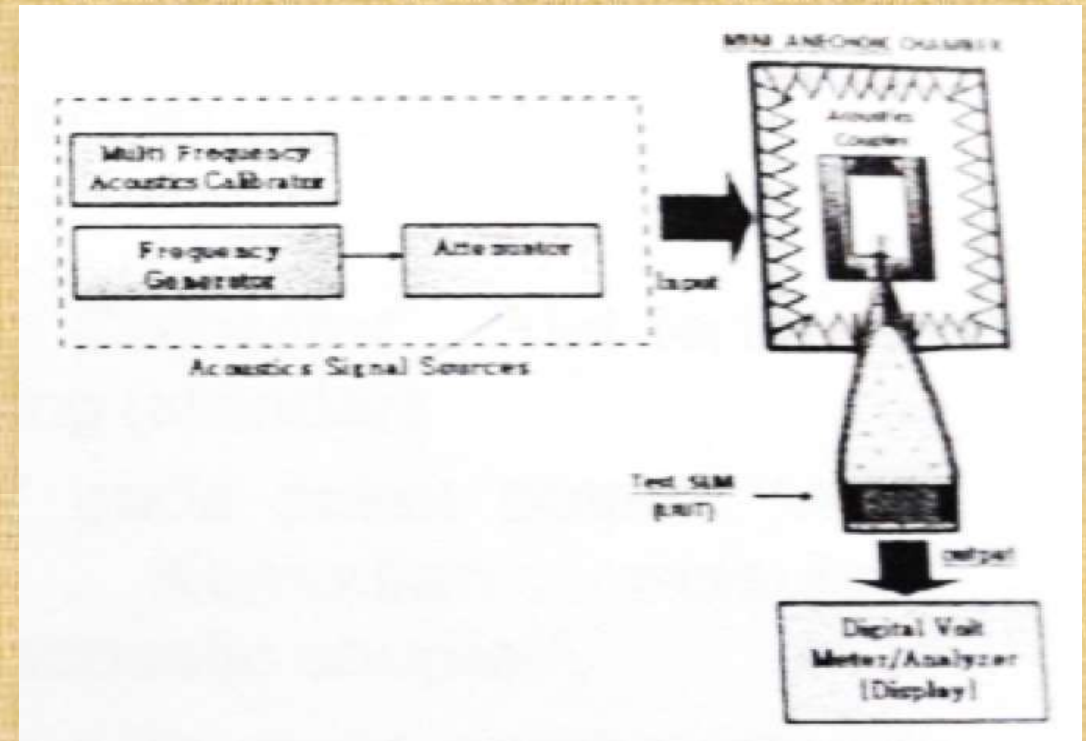 MINI ANECHOIC CHAMBER
Acoustics
Coupler
Multi Frequency
Acoustics Calibrator
Frequency
Generator
Attenuator
Input
Acoustics Signal Sources
Test SLM
(UUT)
output
Digital Volt
Meter/Analyzer
[Display]